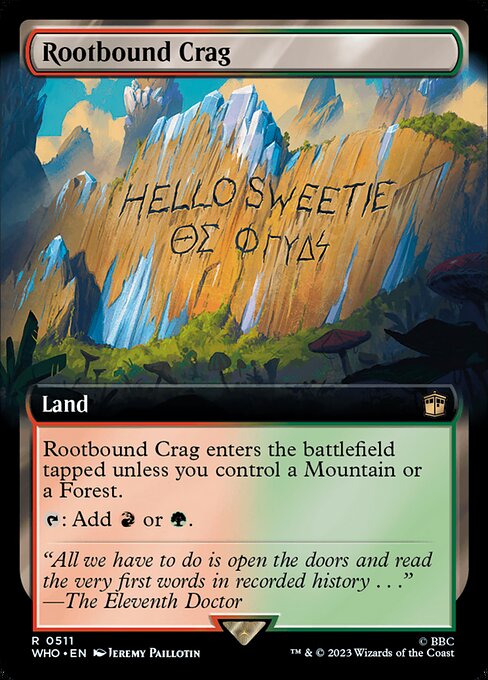 Rootbound Crag
HELLO SWEETIE
ΘΣ ΦΓΥΔS
Land
Rootbound Crag enters the battlefield
tapped unless you control a Mountain or
a Forest.
: Add or .
“All we have to do is open the doors and read
the very first words in recorded history . . .”
—The Eleventh Doctor
R 0511
WHO • EN JEREMY PAILLOTIN
© BBC
™ & © 2023 Wizards of the Coast